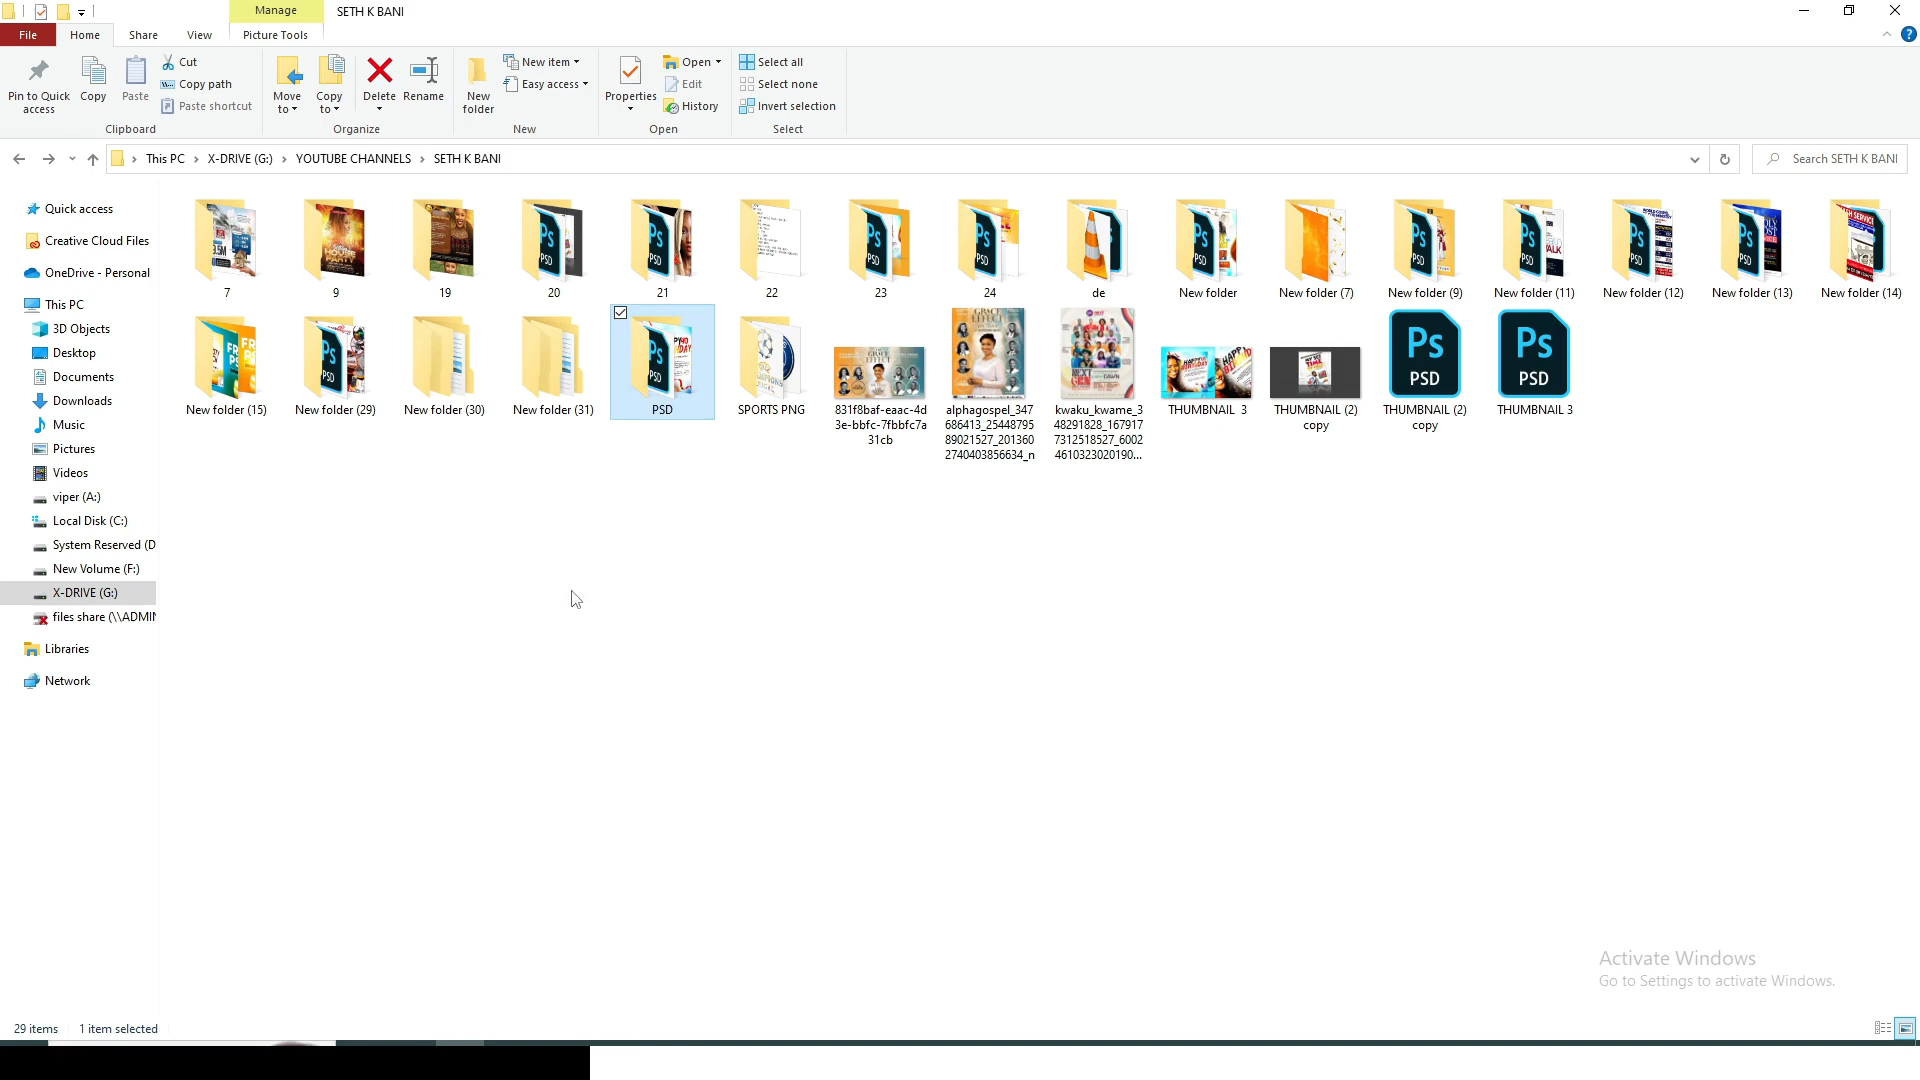 Manage
SETH K BANI
File
Home
Share
View
Picture Tools
Pin to Quick access
Copy
Paste
Cut
Copy path
Paste shortcut
Clipboard
Move to
Copy to
Delete
Rename
Organize
New folder
New item
Easy access
New
Properties
Open
Edit
History
Open
Select all
Select none
Invert selection
Select
This PC > X-DRIVE (G:) > YOUTUBE CHANNELS > SETH K BANI
Search SETH K BANI
Quick access
Creative Cloud Files
OneDrive - Personal
This PC
3D Objects
Desktop
Documents
Downloads
Music
Pictures
Videos
viper (A:)
Local Disk (C:)
System Reserved (D
New Volume (F:)
X-DRIVE (G:)
files share (\\ADMIN
Libraries
Network
7
9
19
20
21
22
23
24
de
New folder
New folder (7)
New folder (9)
New folder (11)
New folder (12)
New folder (13)
New folder (14)
New folder (15)
New folder (29)
New folder (30)
New folder (31)
PSD
SPORTS PNG
831f8baf-eaac-4d
3e-bbfc-7fbbfc7a
31cb
alphagospel_347
686413_25448795
89021527_201360
2740403856634_n
kwaku_kwame_3
48291828_167917
7312518527_6002
4610323020190...
THUMBNAIL 3
THUMBNAIL (2)
copy
Ps
PSD
THUMBNAIL (2)
copy
Ps
PSD
THUMBNAIL 3
Activate Windows
Go to Settings to activate Windows.
29 items
1 item selected